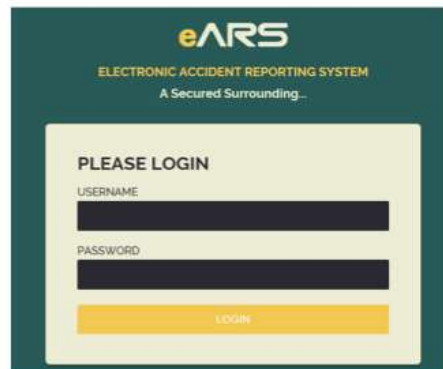 eARS
ELECTRONIC ACCIDENT REPORTING SYSTEM
A Secured Surrounding...
PLEASE LOGIN
USERNAME
PASSWORD
LOGIN